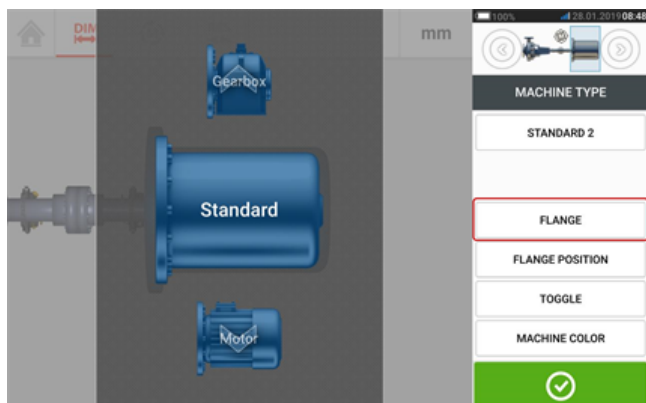 DIM
mm
Gearbox
Standard
Motor
100%
28.01.2019 08:48
MACHINE TYPE
STANDARD 2
FLANGE
FLANGE POSITION
TOGGLE
MACHINE COLOR